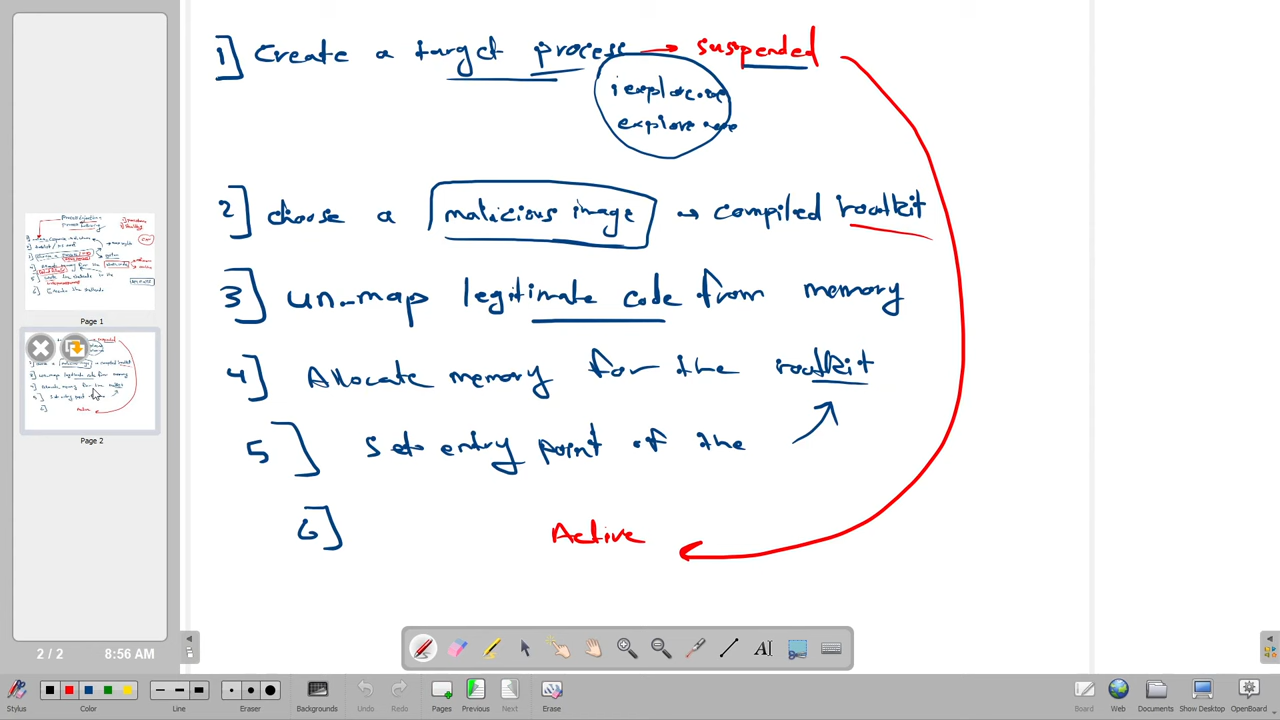 1] Create a target process → suspended
iexplore.exe
explore
2] choose a malicious image → compiled rootkit
3] un-map legitimate code from memory
4] Allocate memory for the rootkit
5] Set entry point of the
6] Active
Page 1
Page 2
2 / 2 8:56 AM
Stylus Color Line Eraser Backgrounds Undo Redo Pages Previous Next Erase Board Web Documents Show Desktop OpenBoard